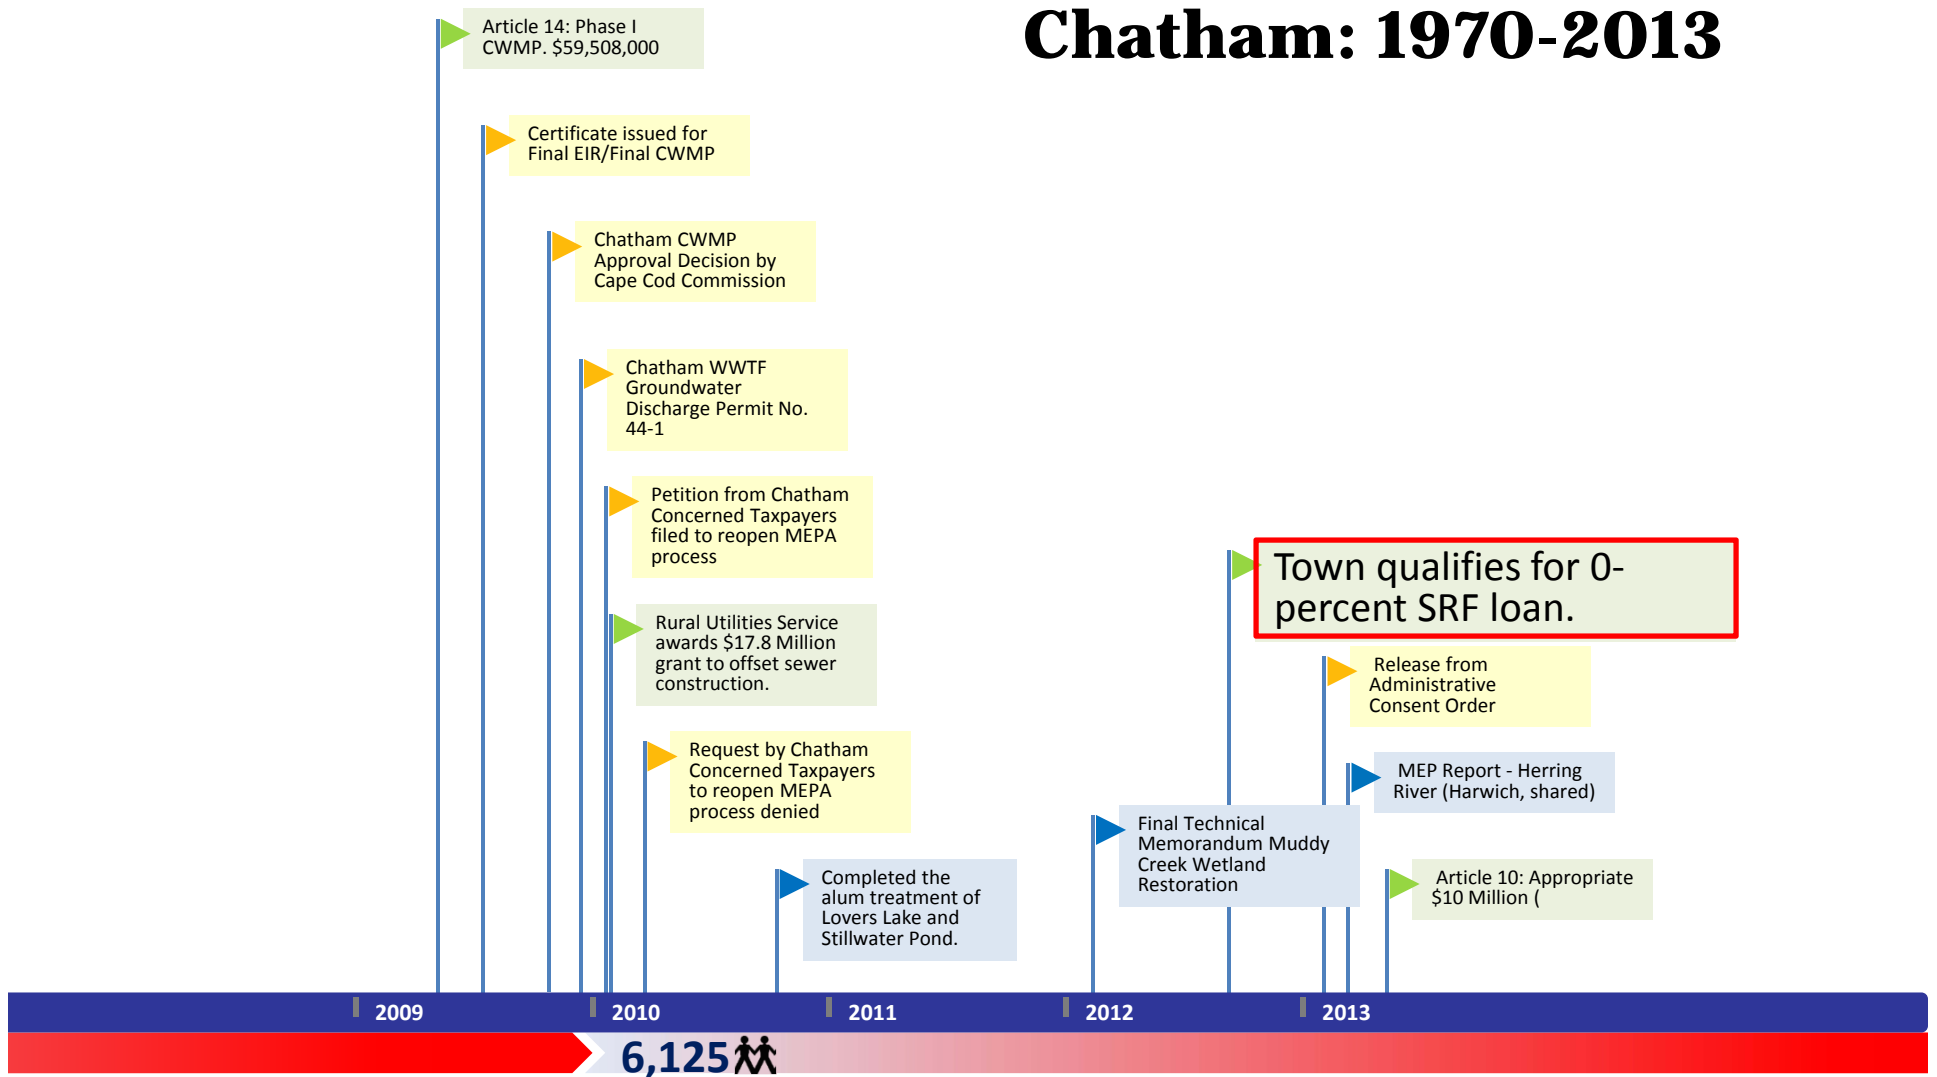 Chatham: 1970-2013
Article 14: Phase I
CWMP. $59,508,000
Certificate issued for
Final EIR/Final CWMP
Chatham CWMP
Approval Decision by
Cape Cod Commission
Chatham WWTF
Groundwater
Discharge Permit No.
44-1
Petition from Chatham
Concerned Taxpayers
filed to reopen MEPA
process
Rural Utilities Service
awards $17.8 Million
grant to offset sewer
construction.
Request by Chatham
Concerned Taxpayers
to reopen MEPA
process denied
Completed the
alum treatment of
Lovers Lake and
Stillwater Pond.
Final Technical
Memorandum Muddy
Creek Wetland
Restoration
Town qualifies for 0-
percent SRF loan.
Release from
Administrative
Consent Order
MEP Report - Herring
River (Harwich, shared)
Article 10: Appropriate
$10 Million (
2009
2010
2011
2012
2013
6,125